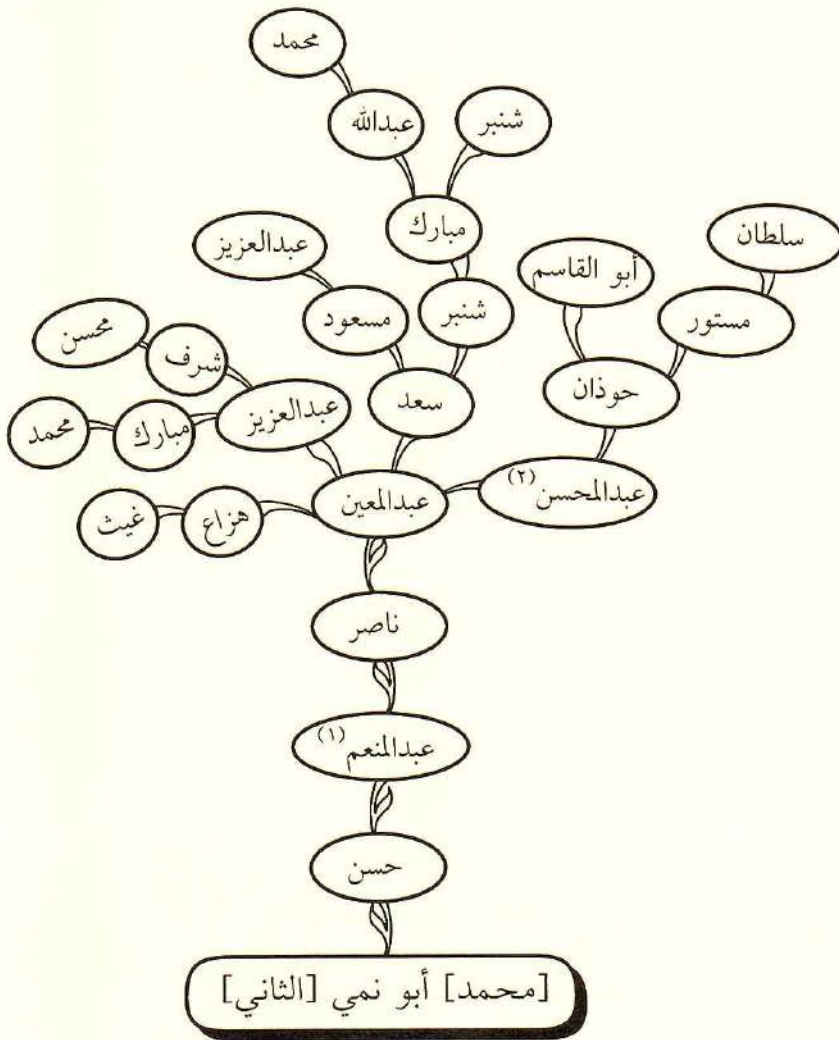 محمد
شنبر
عبدالله
مبارك
سلطان
عبدالعزيز
أبو القاسم
مستور
شنبر
مسعود
محسن
شرف
حوذان
سعد
عبدالعزيز
مبارك
محمد
عبدالمحسن (٢)
عبدالمعين
هزاع
غيث
ناصر
عبدالمنعم (١)
حسن
[محمد] أبو نمي [الثاني]